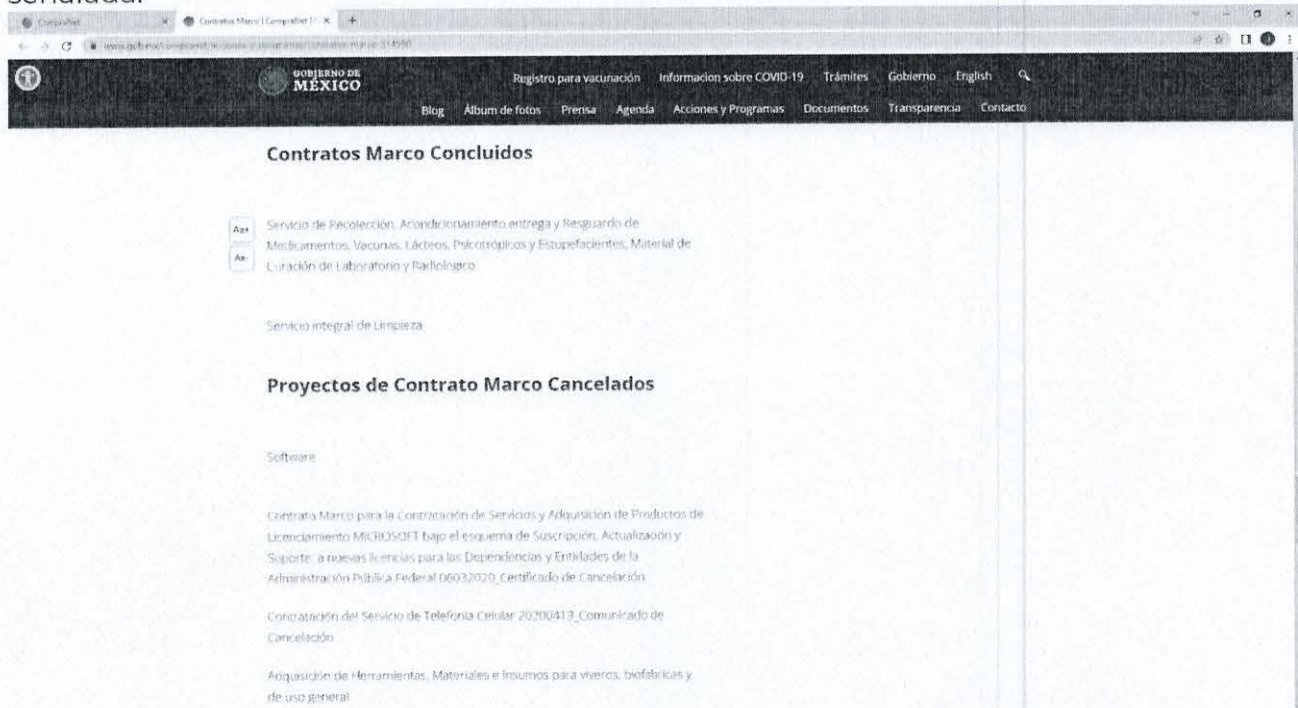 señalada.
CompraNet
Contratos Marco | CompraNet |
GOBIERNO DE
MÉXICO
Registro para vacunación Informacion sobre COVID-19 Trámites Gobierno English
Blog Álbum de fotos Prensa Agenda Acciones y Programas Documentos Transparencia Contacto
Contratos Marco Concluidos
Aa+
Servicio de Recolección, Acondicionamiento entrega y Resguardo de
Medicamentos, Vacunas, Lácteos, Psicotrópicos y Estupefacientes, Material de
Aa-
Curación de Laboratorio y Radiologico
Servicio integral de Limpieza
Proyectos de Contrato Marco Cancelados
Software
Contrato Marco para la Contratación de Servicios y Adquisición de Productos de
Licenciamiento MICROSOFT bajo el esquema de Suscripción, Actualización y
Soporte a nuevas licencias para las Dependencias y Entidades de la
Administración Pública Federal 06032020_Certificado de Cancelación
Contratación del Servicio de Telefonía Celular 20200413_Comunicado de
Cancelación
Adquisición de Herramientas, Materiales e Insumos para viveros, biofábricas y
de uso general